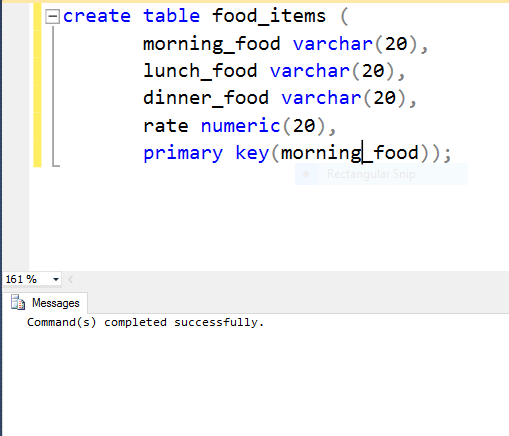 create table food_items (
morning_food varchar(20),
lunch_food varchar(20),
dinner_food varchar(20),
rate numeric(20),
primary key(morning_food));
Rectangular Snip
161 %
Messages
Command(s) completed successfully.